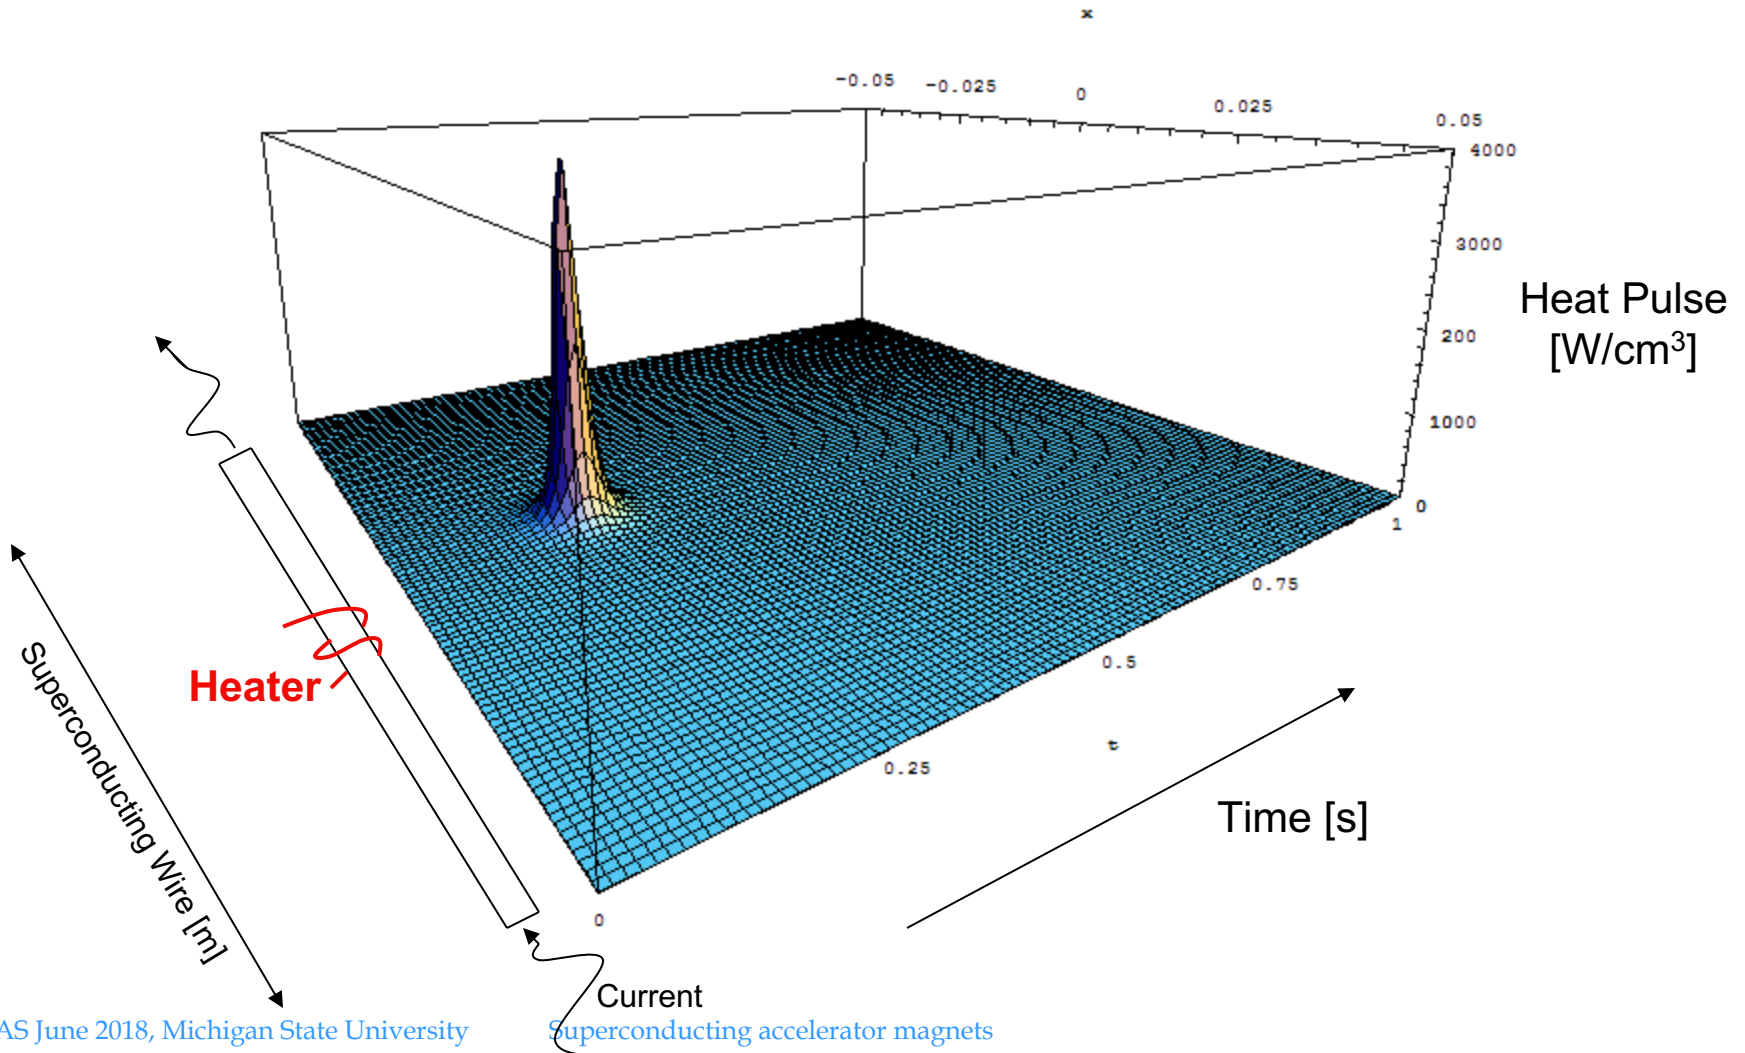 x
-0.05
-0.025
0
0.025
0.05
4000
3000
200
1000
0
Heat Pulse
[W/cm³]
1
0.75
0.5
0.25
0
t
Time [s]
Heater
Superconducting Wire [m]
Current
AS June 2018, Michigan State University
Superconducting accelerator magnets